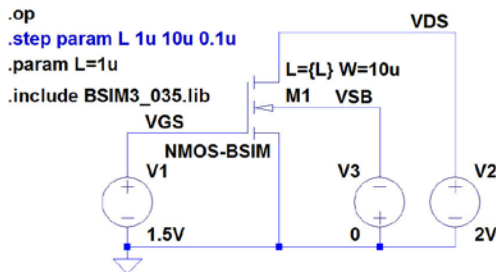 .op
.step param L 1u 10u 0.1u
.param L=1u
.include BSIM3_035.lib
VDS
L={L} W=10u
M1
VSB
VGS
NMOS-BSIM
V1
V3
V2
1.5V
0
2V